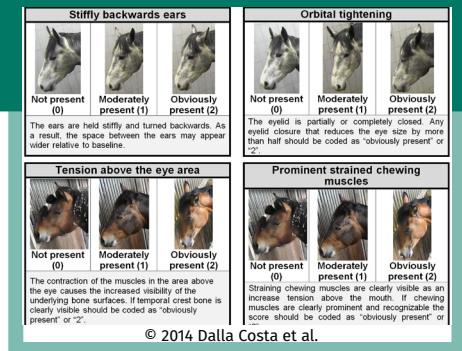 Stiffly backwards ears
Not present
(0)
Moderately
present (1)
Obviously
present (2)
The ears are held stiffly and turned backwards. As
a result, the space between the ears may appear
wider relative to baseline.
Orbital tightening
Not present
(0)
Moderately
present (1)
Obviously
present (2)
The eyelid is partially or completely closed. Any
eyelid closure that reduces the eye size by more
than half should be coded as “obviously present” or
“2”.
Tension above the eye area
Not present
(0)
Moderately
present (1)
Obviously
present (2)
The contraction of the muscles in the area above
the eye causes the increased visibility of the
underlying bone surfaces. If temporal crest bone is
clearly visible should be coded as “obviously
present” or “2”.
Prominent strained chewing
muscles
Not present
(0)
Moderately
present (1)
Obviously
present (2)
Straining chewing muscles are clearly visible as an
increase tension above the mouth. If chewing
muscles are clearly prominent and recognizable the
score should be coded as “obviously present” or
© 2014 Dalla Costa et al.